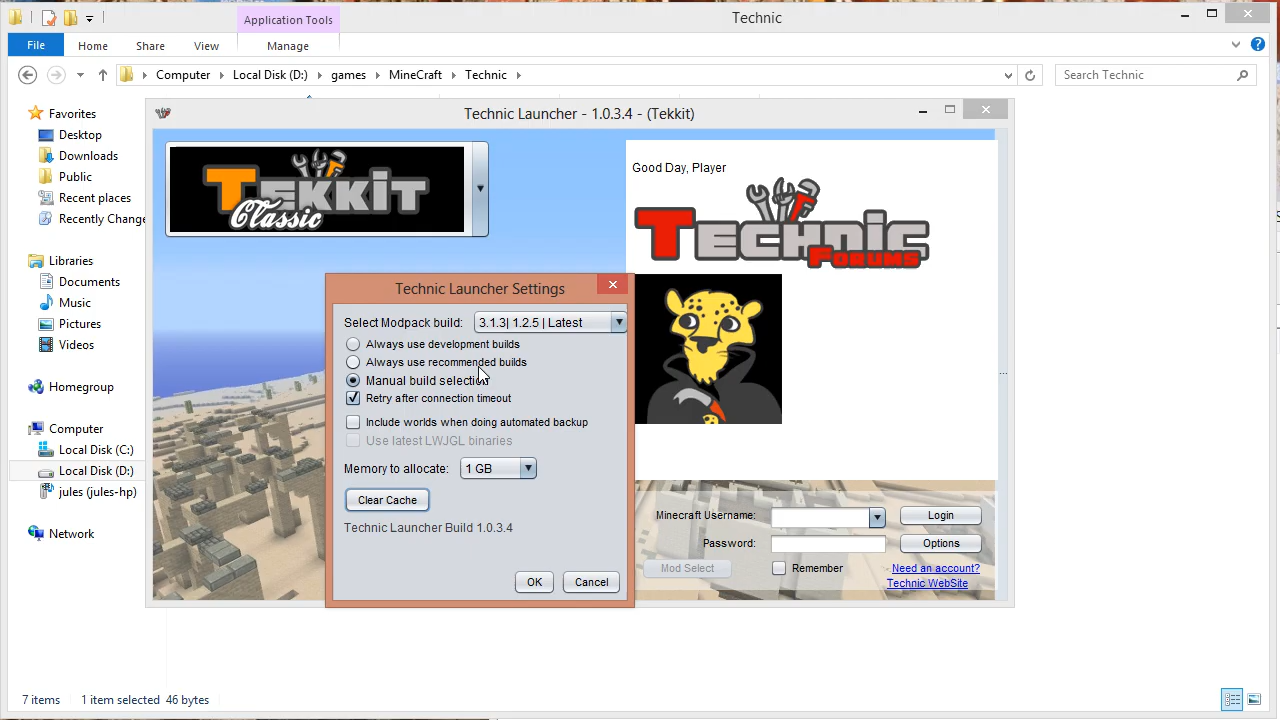 Application Tools
Technic
File
Home
Share
View
Manage
Computer
Local Disk (D:)
games
MineCraft
Technic
Search Technic
Favorites
Desktop
Downloads
Public
Recent places
Recently Change
Libraries
Documents
Music
Pictures
Videos
Homegroup
Computer
Local Disk (C:)
Local Disk (D:)
jules (jules-hp)
Network
Technic Launcher - 1.0.3.4 - (Tekkit)
TEKKIT
Classic
Good Day, Player
TECHNIC
FORUMS
Technic Launcher Settings
Select Modpack build:
3.1.3| 1.2.5 | Latest
Always use development builds
Always use recommended builds
Manual build selection
Retry after connection timeout
Include worlds when doing automated backup
Use latest LWJGL binaries
Memory to allocate:
1 GB
Clear Cache
Technic Launcher Build 1.0.3.4
OK
Cancel
Minecraft Username:
Login
Password:
Options
Mod Select
Remember
Need an account?
Technic WebSite
7 items
1 item selected
46 bytes